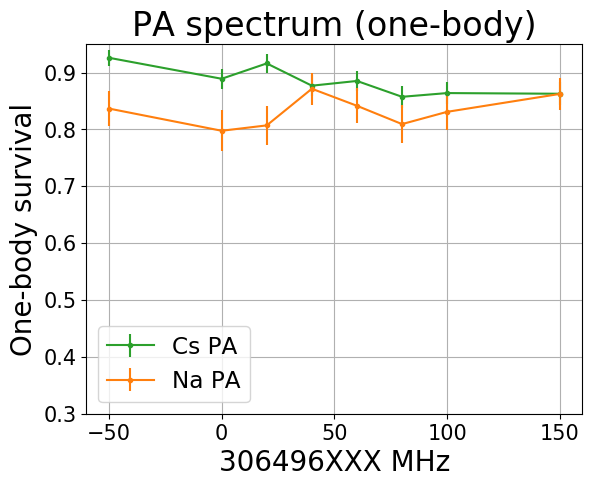 PA spectrum (one-body)
One-body survival
0.9
0.8
0.7
0.6
0.5
0.4
0.3
Cs PA
Na PA
−50 0 50 100 150
306496XXX MHz